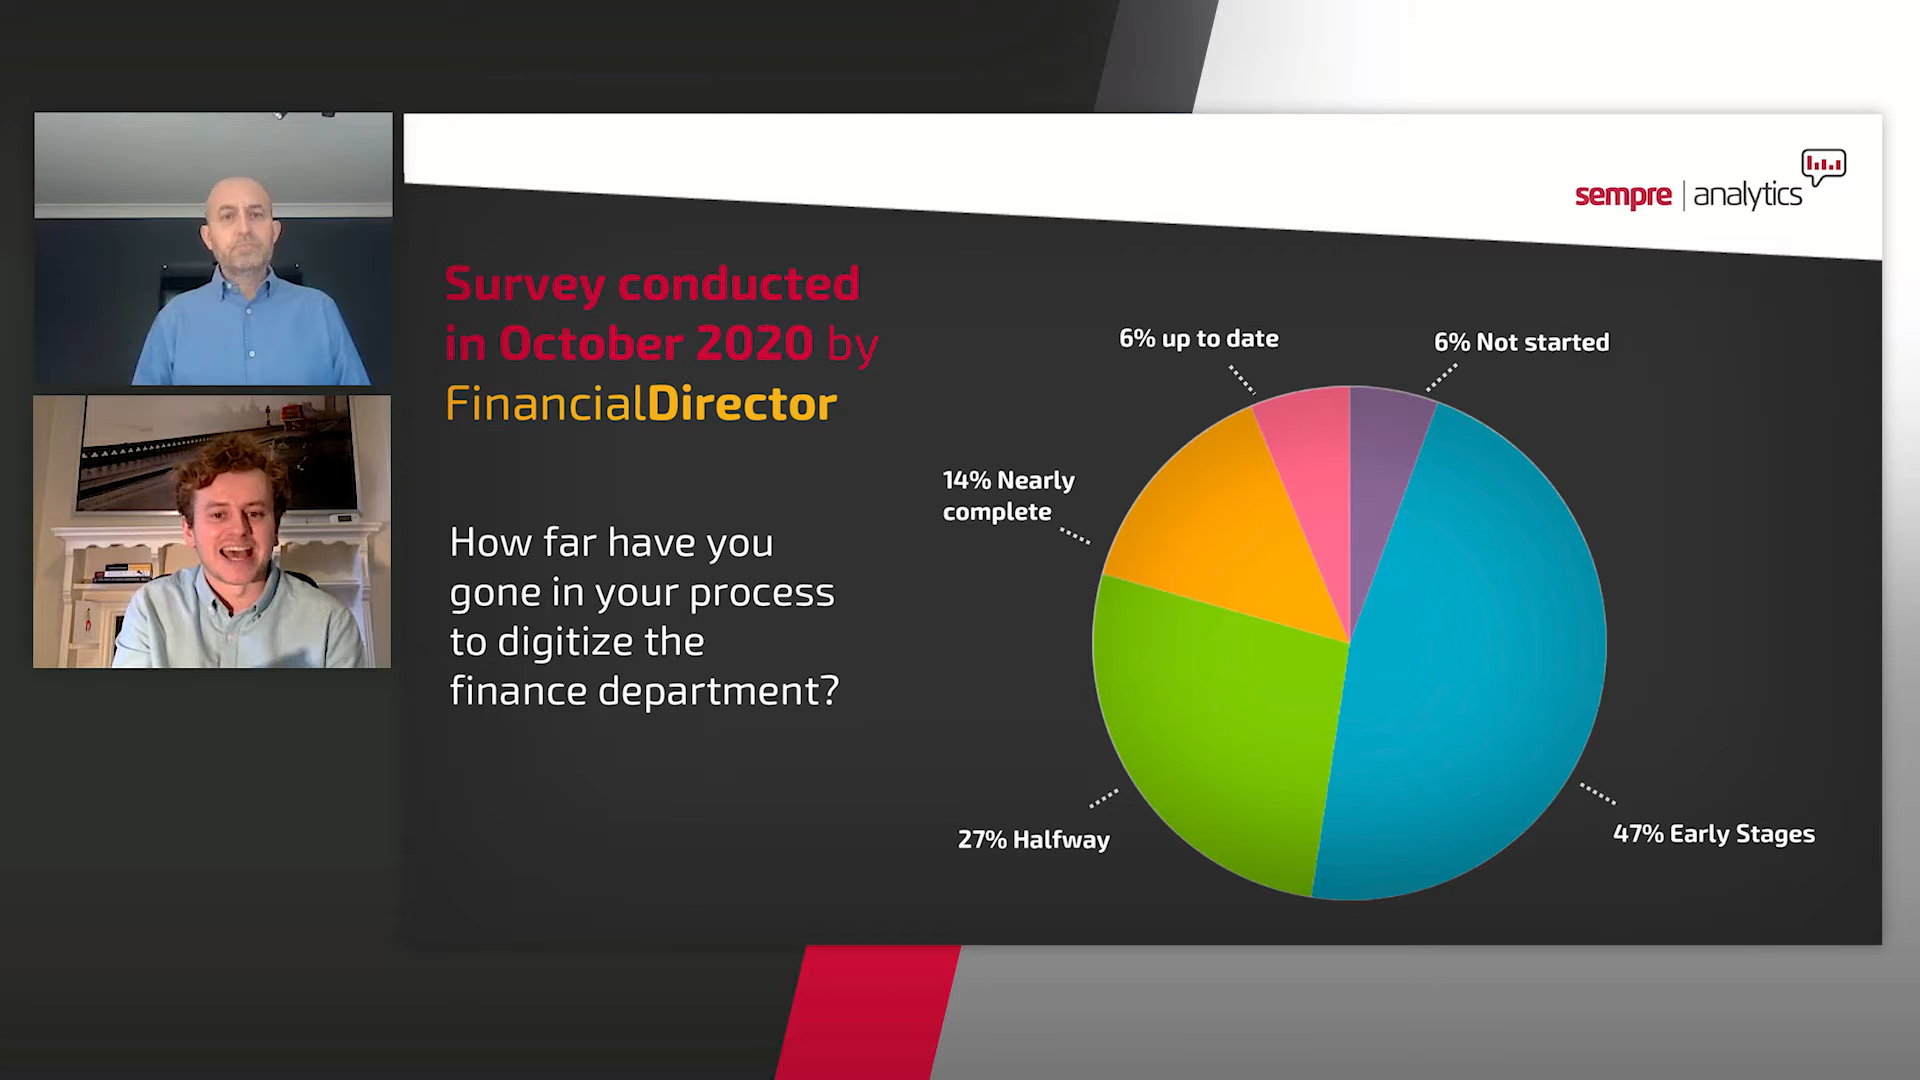 sempre | analytics
Survey conducted
in October 2020 by
FinancialDirector
How far have you
gone in your process
to digitize the
finance department?
6% up to date
6% Not started
14% Nearly
complete
27% Halfway
47% Early Stages